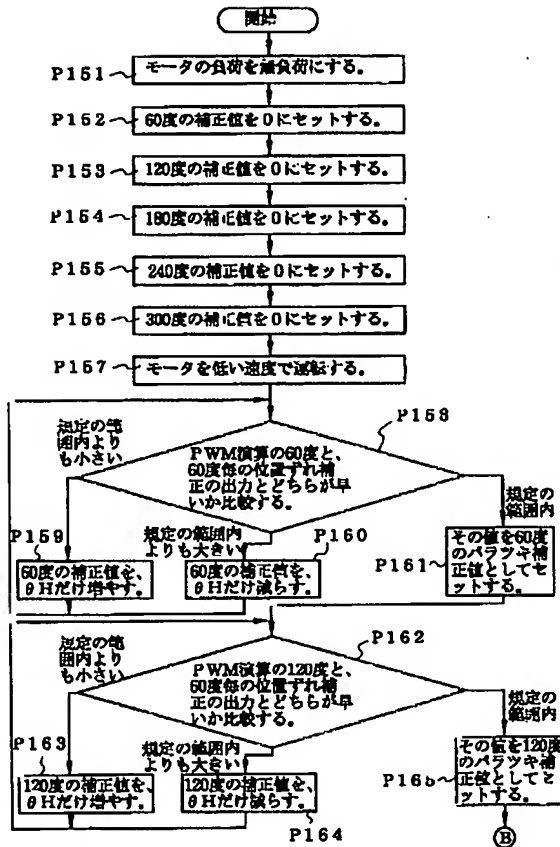 開始
P151
モータの負荷を無負荷にする。
P152
60度の補正値を0にセットする。
P153
120度の補正値を0にセットする。
P154
180度の補正値を0にセットする。
P155
240度の補正値を0にセットする。
P156
300度の補正値を0にセットする。
P157
モータを低い速度で運転する。
P158
規定の範
囲内より
も小さい
PWM演算の60度と、
60度毎の位置ずれ補
正の出力とどちらが早
いか比較する。
規定の
範囲内
P159
規定の範囲内
よりも大きい
P160
60度の補正値を、
θHだけ増やす。
60度の補正値を、
θHだけ減らす。
P161
その値を60度
のバラツキ補
正値としてセ
ットする。
P162
規定の範
囲内より
も小さい
PWM演算の120度と、
60度毎の位置ずれ補
正の出力とどちらが早
いか比較する。
規定の
範囲内
P163
規定の範囲内
よりも大きい
120度の補正値を、
θHだけ増やす。
120度の補正値を、
θHだけ減らす。
P164
P165
その値を120度
のバラツキ補
正値としてセ
ットする。
B